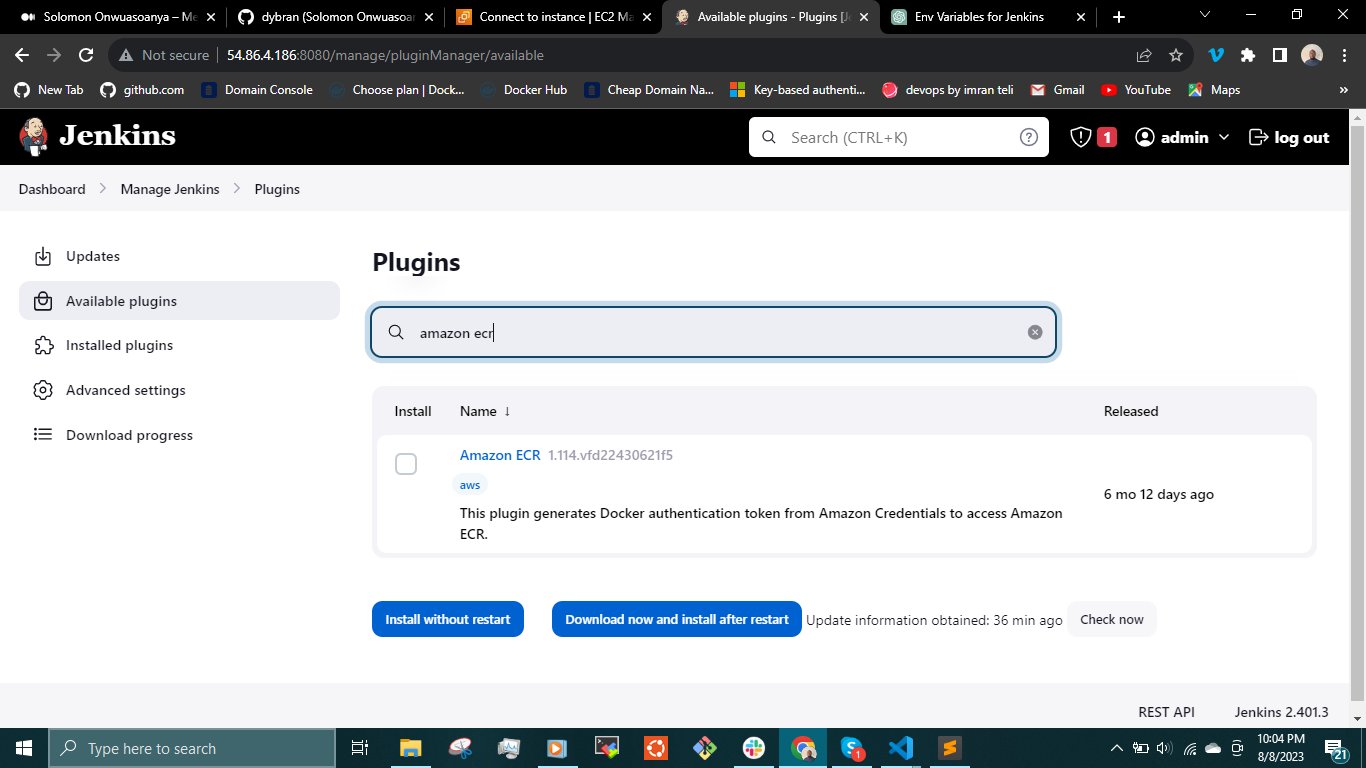 Solomon Onwuasoanya – Me
dybran (Solomon Onwuasoan
Connect to instance | EC2 Ma
Available plugins - Plugins [Je
Env Variables for Jenkins
Not secure
54.86.4.186:8080/manage/pluginManager/available
New Tab
github.com
Domain Console
Choose plan | Dock...
Docker Hub
Cheap Domain Na...
Key-based authenti...
devops by imran teli
Gmail
YouTube
Maps
»
Jenkins
Search (CTRL+K)
1
admin
log out
Dashboard
Manage Jenkins
Plugins
Updates
Available plugins
Installed plugins
Advanced settings
Download progress
Plugins
amazon ecr
Install
Name ↓
Released
Amazon ECR 1.114.vfd22430621f5
aws
This plugin generates Docker authentication token from Amazon Credentials to access Amazon
ECR.
6 mo 12 days ago
Install without restart
Download now and install after restart
Update information obtained: 36 min ago
Check now
REST API
Jenkins 2.401.3
Type here to search
1
10:04 PM
8/8/2023
21